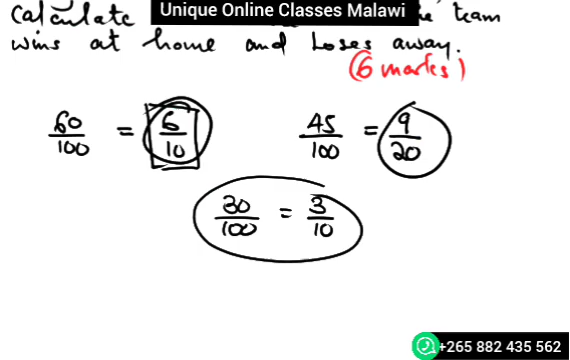 Calculate Unique Online Classes Malawi team
wins at home and loses away.
(6 marks)
60/100 = 6/10 45/100 = 9/20
30/100 = 3/10
+265 882 435 562